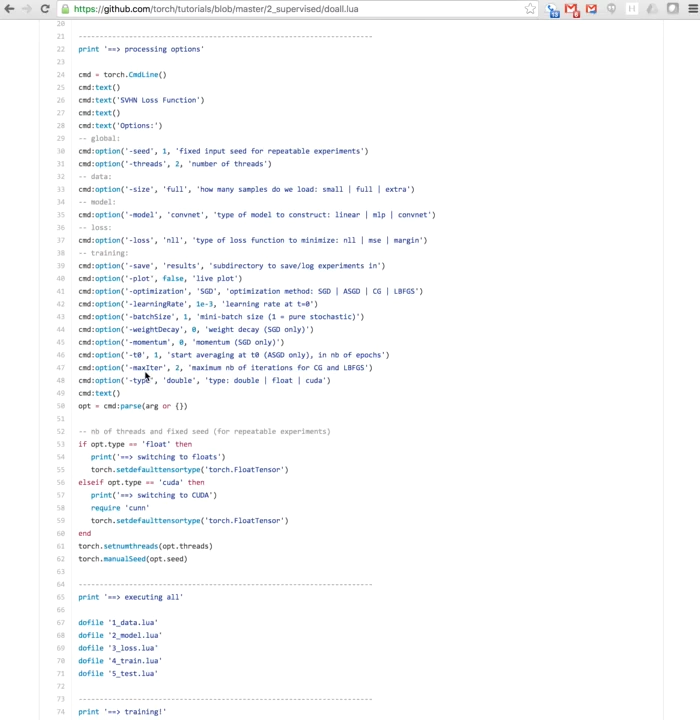 https://github.com/torch/tutorials/blob/master/2_supervised/doall.lua
20
21 ----------------------------------------------------------------------
22 print '==> processing options'
23
24 cmd = torch.CmdLine()
25 cmd:text()
26 cmd:text('SVHN Loss Function')
27 cmd:text()
28 cmd:text('Options:')
29 -- global:
30 cmd:option('-seed', 1, 'fixed input seed for repeatable experiments')
31 cmd:option('-threads', 2, 'number of threads')
32 -- data:
33 cmd:option('-size', 'full', 'how many samples do we load: small | full | extra')
34 -- model:
35 cmd:option('-model', 'convnet', 'type of model to construct: linear | mlp | convnet')
36 -- loss:
37 cmd:option('-loss', 'nll', 'type of loss function to minimize: nll | mse | margin')
38 -- training:
39 cmd:option('-save', 'results', 'subdirectory to save/log experiments in')
40 cmd:option('-plot', false, 'live plot')
41 cmd:option('-optimization', 'SGD', 'optimization method: SGD | ASGD | CG | LBFGS')
42 cmd:option('-learningRate', 1e-3, 'learning rate at t=0')
43 cmd:option('-batchSize', 1, 'mini-batch size (1 = pure stochastic)')
44 cmd:option('-weightDecay', 0, 'weight decay (SGD only)')
45 cmd:option('-momentum', 0, 'momentum (SGD only)')
46 cmd:option('-t0', 1, 'start averaging at t0 (ASGD only), in nb of epochs')
47 cmd:option('-maxIter', 2, 'maximum nb of iterations for CG and LBFGS')
48 cmd:option('-type', 'double', 'type: double | float | cuda')
49 cmd:text()
50 opt = cmd:parse(arg or {})
51
52 -- nb of threads and fixed seed (for repeatable experiments)
53 if opt.type == 'float' then
54 print('==> switching to floats')
55 torch.setdefaulttensortype('torch.FloatTensor')
56 elseif opt.type == 'cuda' then
57 print('==> switching to CUDA')
58 require 'cunn'
59 torch.setdefaulttensortype('torch.FloatTensor')
60 end
61 torch.setnumthreads(opt.threads)
62 torch.manualSeed(opt.seed)
63
64 ----------------------------------------------------------------------
65 print '==> executing all'
66
67 dofile '1_data.lua'
68 dofile '2_model.lua'
69 dofile '3_loss.lua'
70 dofile '4_train.lua'
71 dofile '5_test.lua'
72
73 ----------------------------------------------------------------------
74 print '==> training!'